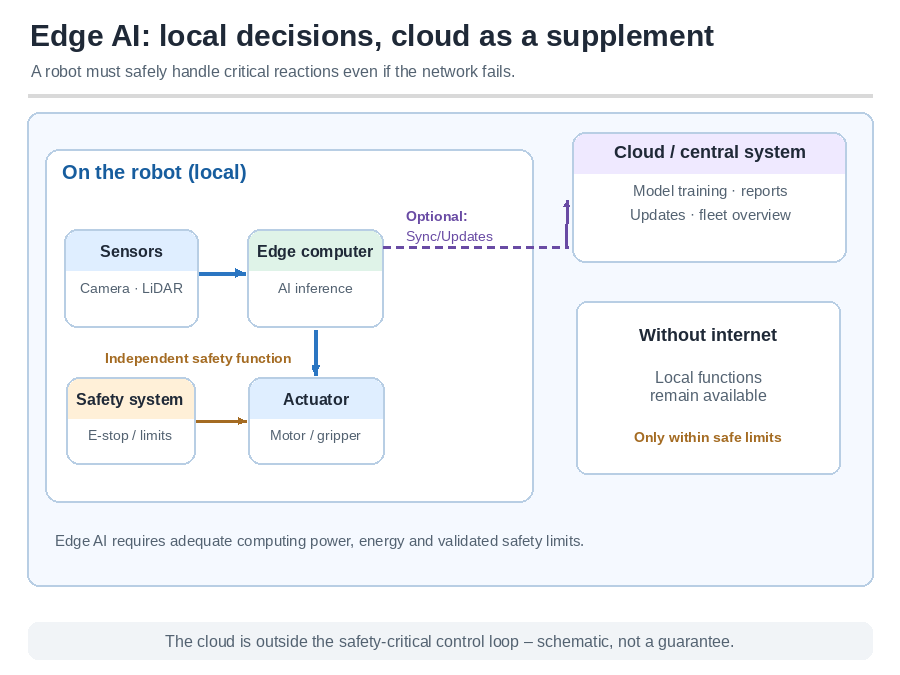 Edge AI: local decisions, cloud as a supplement
A robot must safely handle critical reactions even if the network fails.
On the robot (local)
Sensors
Camera · LiDAR
Edge computer
AI inference
Optional:
Sync/Updates
Independent safety function
Safety system
E-stop / limits
Actuator
Motor / gripper
Cloud / central system
Model training · reports
Updates · fleet overview
Without internet
Local functions
remain available
Only within safe limits
Edge AI requires adequate computing power, energy and validated safety limits.
The cloud is outside the safety-critical control loop – schematic, not a guarantee.